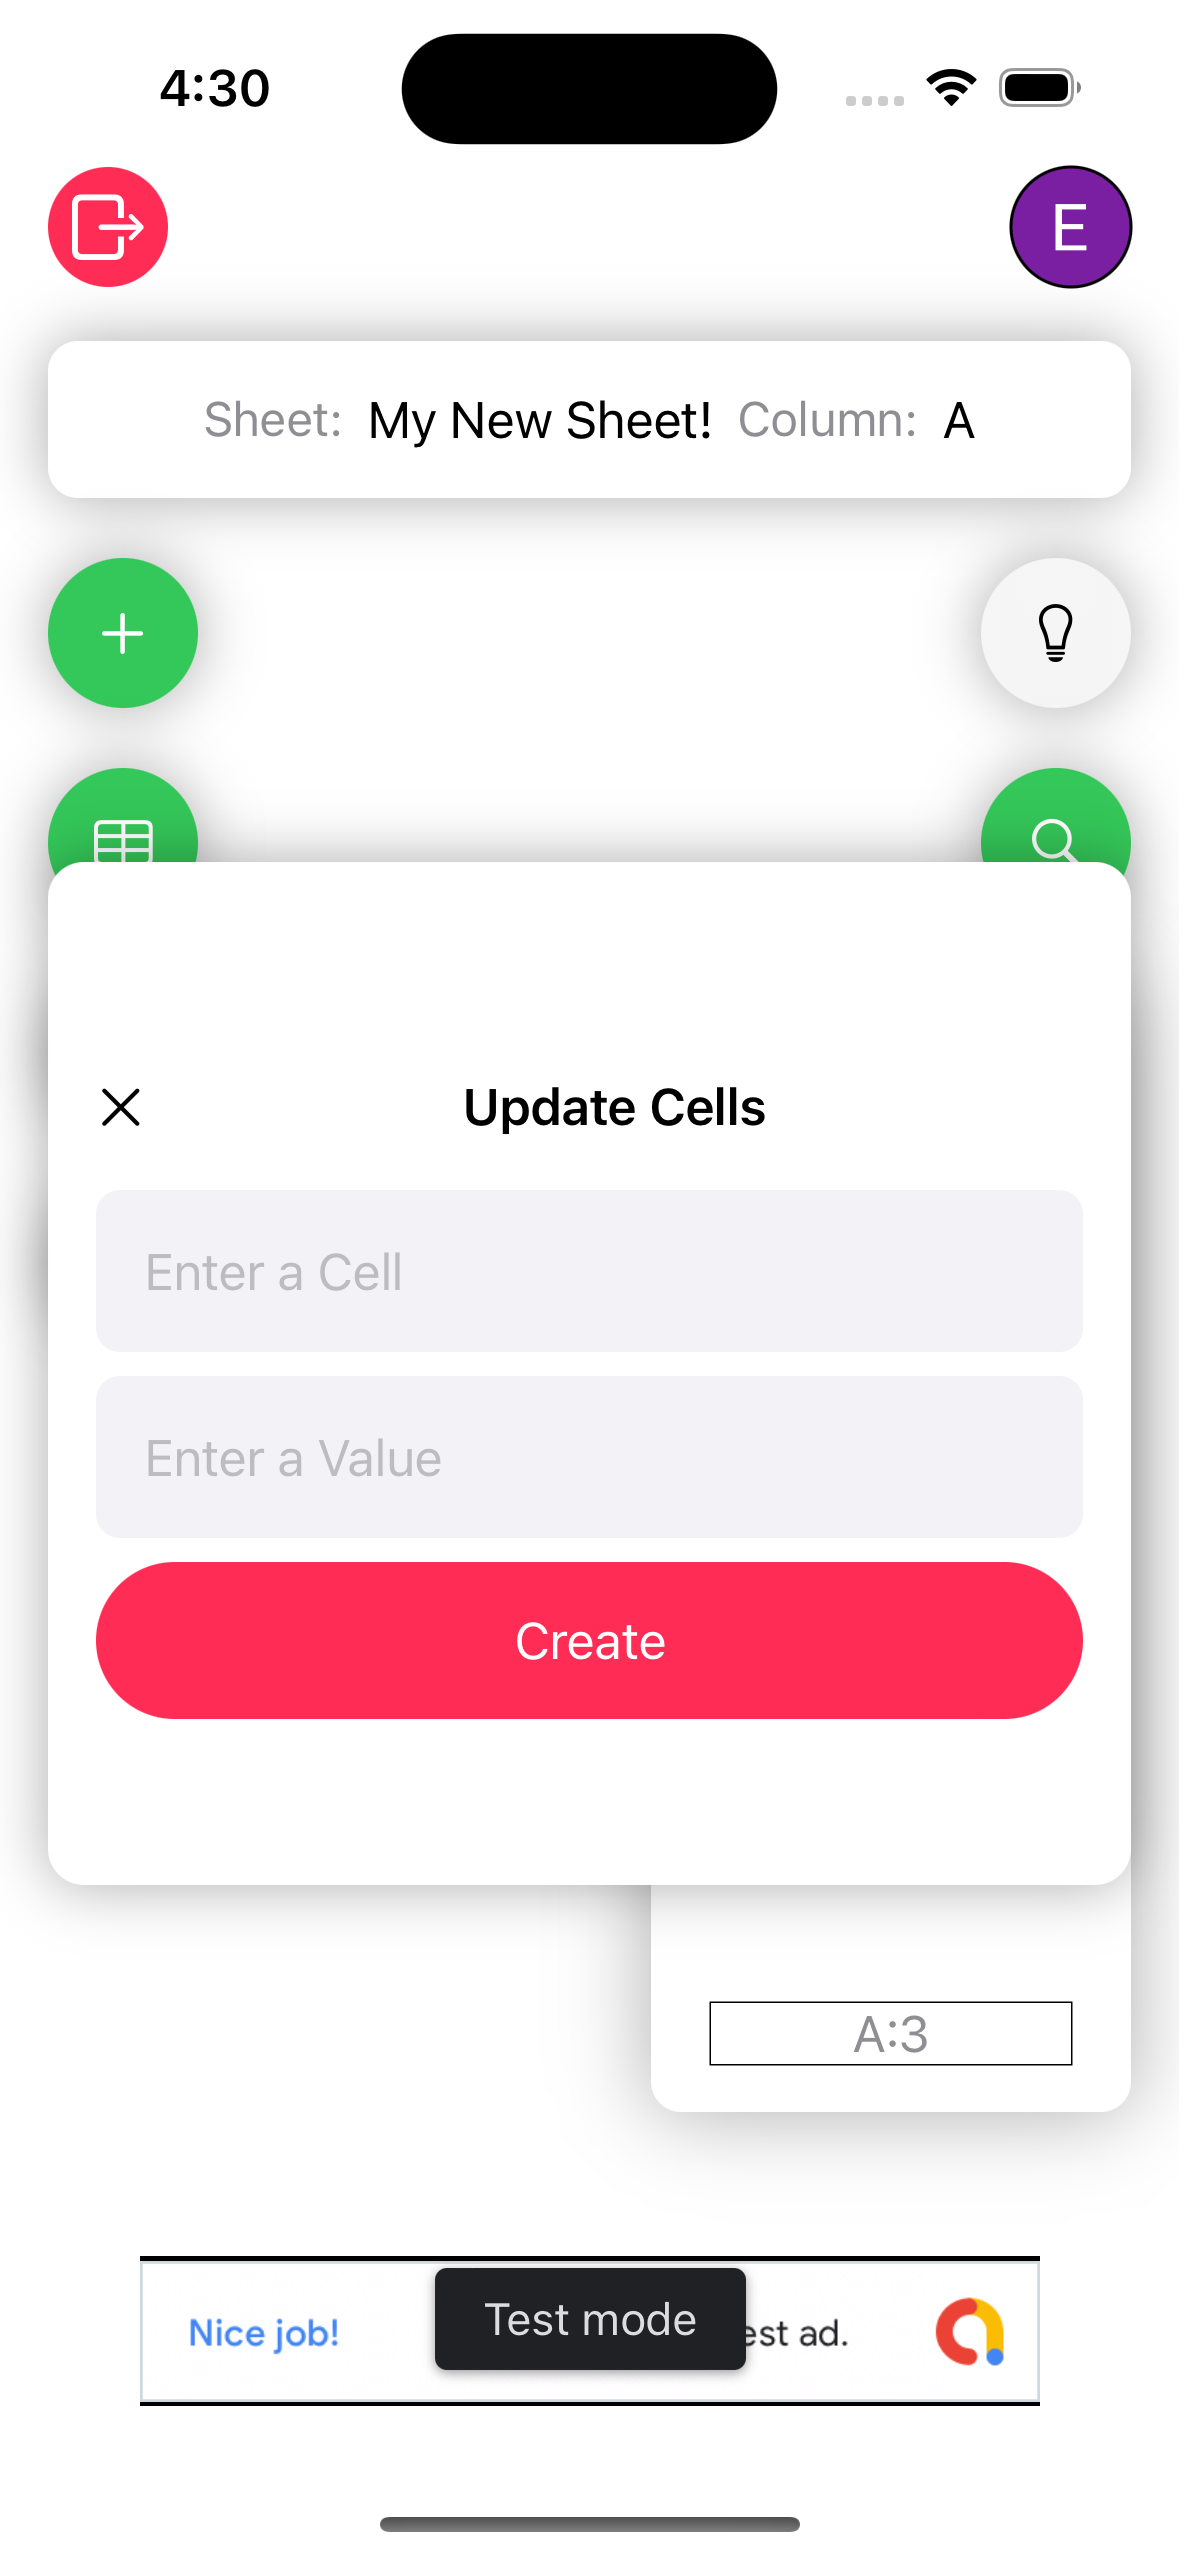 4:30
E
Sheet: My New Sheet! Column: A
Update Cells
Enter a Cell
Enter a Value
Create
A:3
Nice job! Test mode est ad.